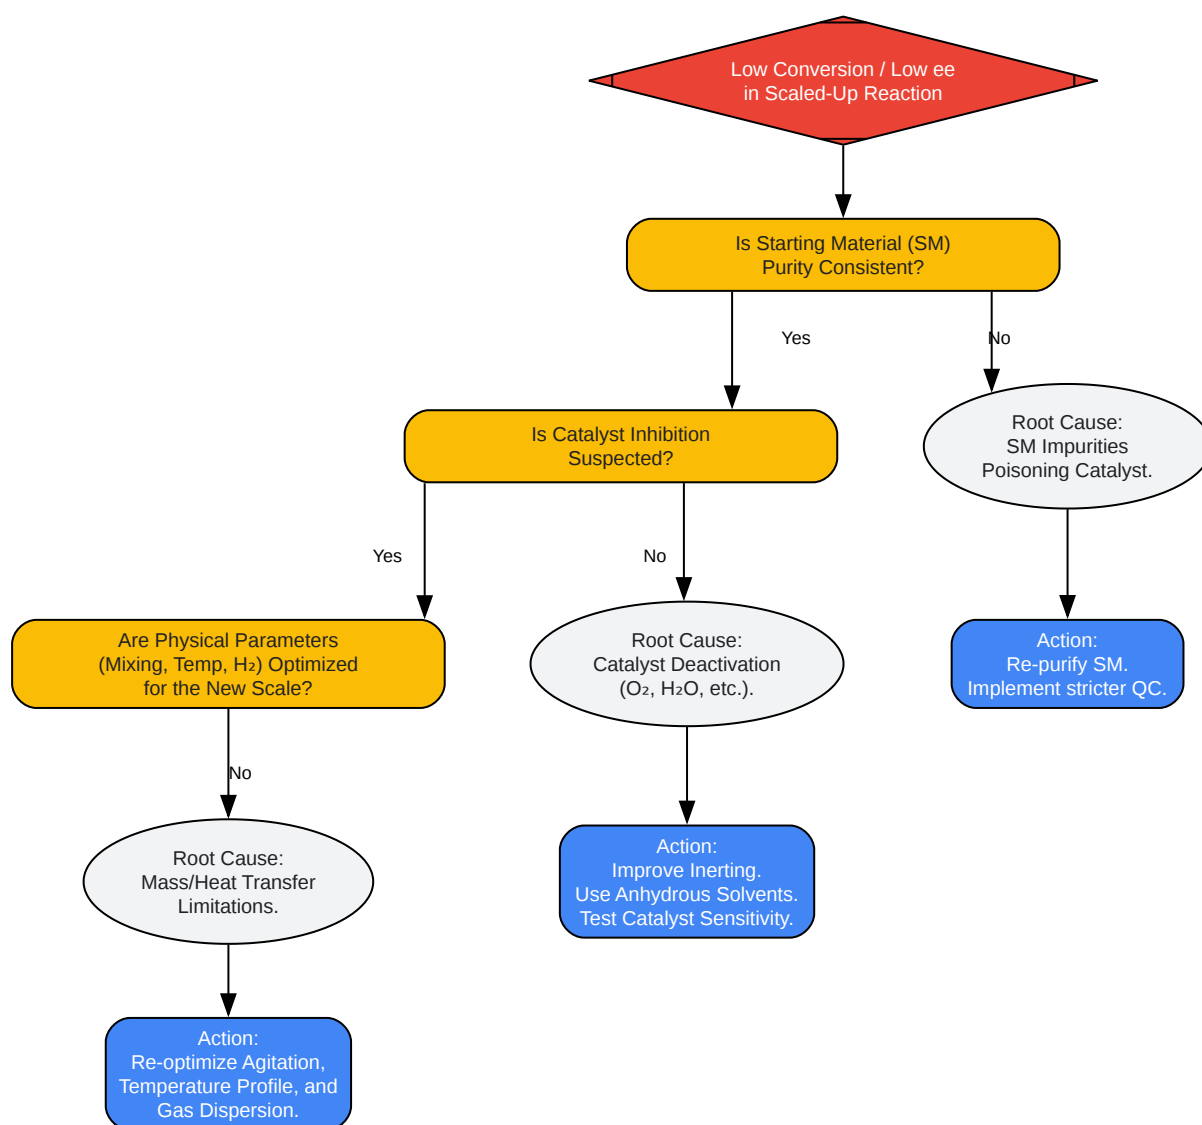 Low Conversion / Low ee
in Scaled-Up Reaction
Is Starting Material (SM)
Purity Consistent?
Yes
No
Is Catalyst Inhibition
Suspected?
Root Cause:
SM Impurities
Poisoning Catalyst.
Yes
No
Are Physical Parameters
(Mixing, Temp, H₂) Optimized
for the New Scale?
Root Cause:
Catalyst Deactivation
(O₂, H₂O, etc.).
Action:
Re-purify SM.
Implement stricter QC.
No
Root Cause:
Mass/Heat Transfer
Limitations.
Action:
Improve Inerting.
Use Anhydrous Solvents.
Test Catalyst Sensitivity.
Action:
Re-optimize Agitation,
Temperature Profile, and
Gas Dispersion.